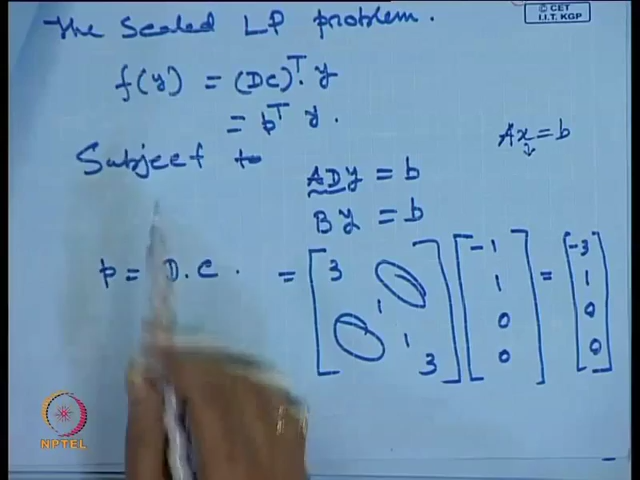 The Scaled LP problem.
© CET
I.I.T. KGP
f(y) = (DC)ᵀ. y
= pᵀ y.
Ax = b
Subject to
ADy = b
By = b
p = D.C. = [3 0 1 0 1 3] [-1 1 0 0] = [-3 1 0 0]
NPTEL